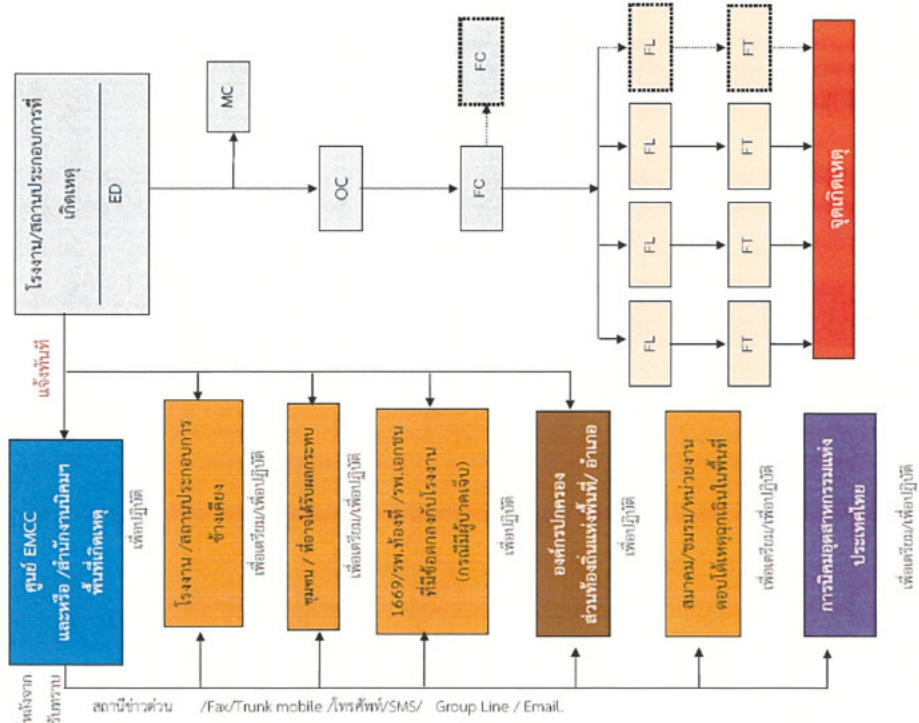 โรงงาน/สถานประกอบการที่
เกิดเหตุ
ED
แจ้งทันที
MC
OC
FC
FC
FL
FL
FL
FL
FT
FT
FT
FT
จุดเกิดเหตุ
ศูนย์ EMCC
และหรือ /สำนักงานนิคมฯ
พื้นที่เกิดเหตุ
เพื่อปฏิบัติ
โรงงาน /สถานประกอบการ
ข้างเคียง
เพื่อเตรียม/เพื่อปฏิบัติ
ชุมชน / ที่อาจได้รับผลกระทบ
เพื่อเตรียม/เพื่อปฏิบัติ
1669/รพ.ท้องที่ /รพ.เอกชน
ที่มีข้อตกลงกับโรงงาน
(กรณีมีผู้บาดเจ็บ)
เพื่อปฏิบัติ
องค์กรปกครอง
ส่วนท้องถิ่นแห่งพื้นที่/ อำเภอ
เพื่อปฏิบัติ
สมาคม/ชมรม/หน่วยงาน
ตอบโต้เหตุฉุกเฉินในพื้นที่
เพื่อเตรียม/เพื่อปฏิบัติ
การนิคมอุตสาหกรรมแห่ง
ประเทศไทย
เพื่อเตรียม/เพื่อปฏิบัติ
หลังจาก
รับทราบ
สถานีข่าวด่วน /Fax/Trunk mobile /โทรศัพท์/SMS/ Group Line / Email.